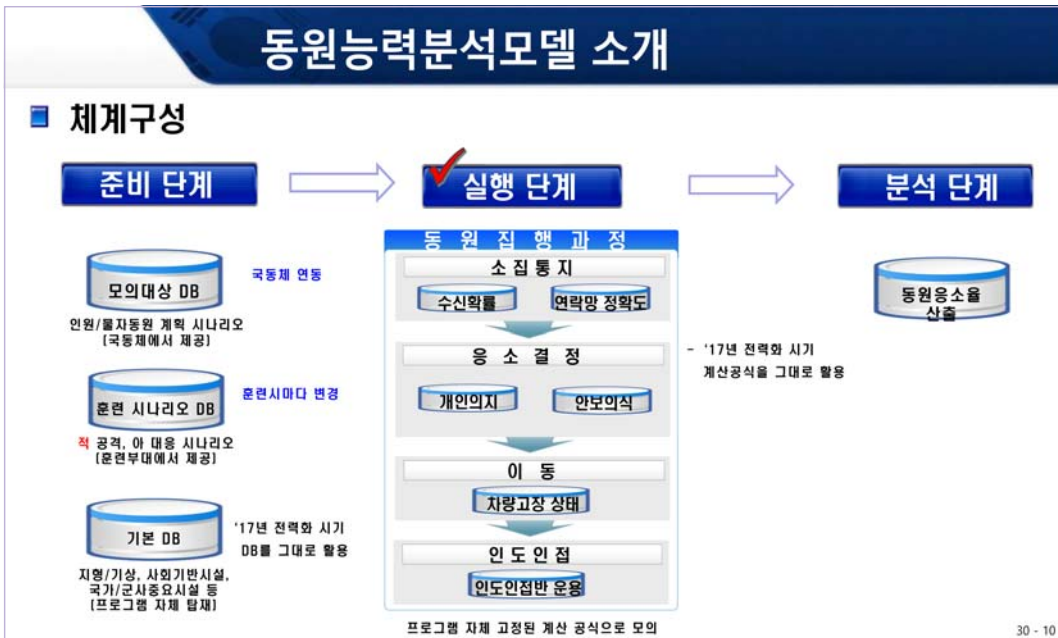 동원능력분석모델 소개
체계구성
준비 단계
실행 단계
분석 단계
모의대상 DB
국동체 연동
인원/물자동원 계획 시나리오
(국동체에서 제공)
훈련 시나리오 DB
훈련시마다 변경
적 공격, 아 대응 시나리오
(훈련부대에서 제공)
기본 DB
'17년 전력화 시기
DB를 그대로 활용
지형/기상, 사회기반시설,
국가/군사중요시설 등
(프로그램 자체 탑재)
동 원 집 행 과 정
소 집 통 지
수신확률
연락망 정확도
응 소 결 정
개인의지
안보의식
이 동
차량고장 상태
인 도 인 접
인도인접반 운용
프로그램 자체 고정된 계산 공식으로 모의
- '17년 전력화 시기
계산공식을 그대로 활용
동원응소율
산출
30 - 10